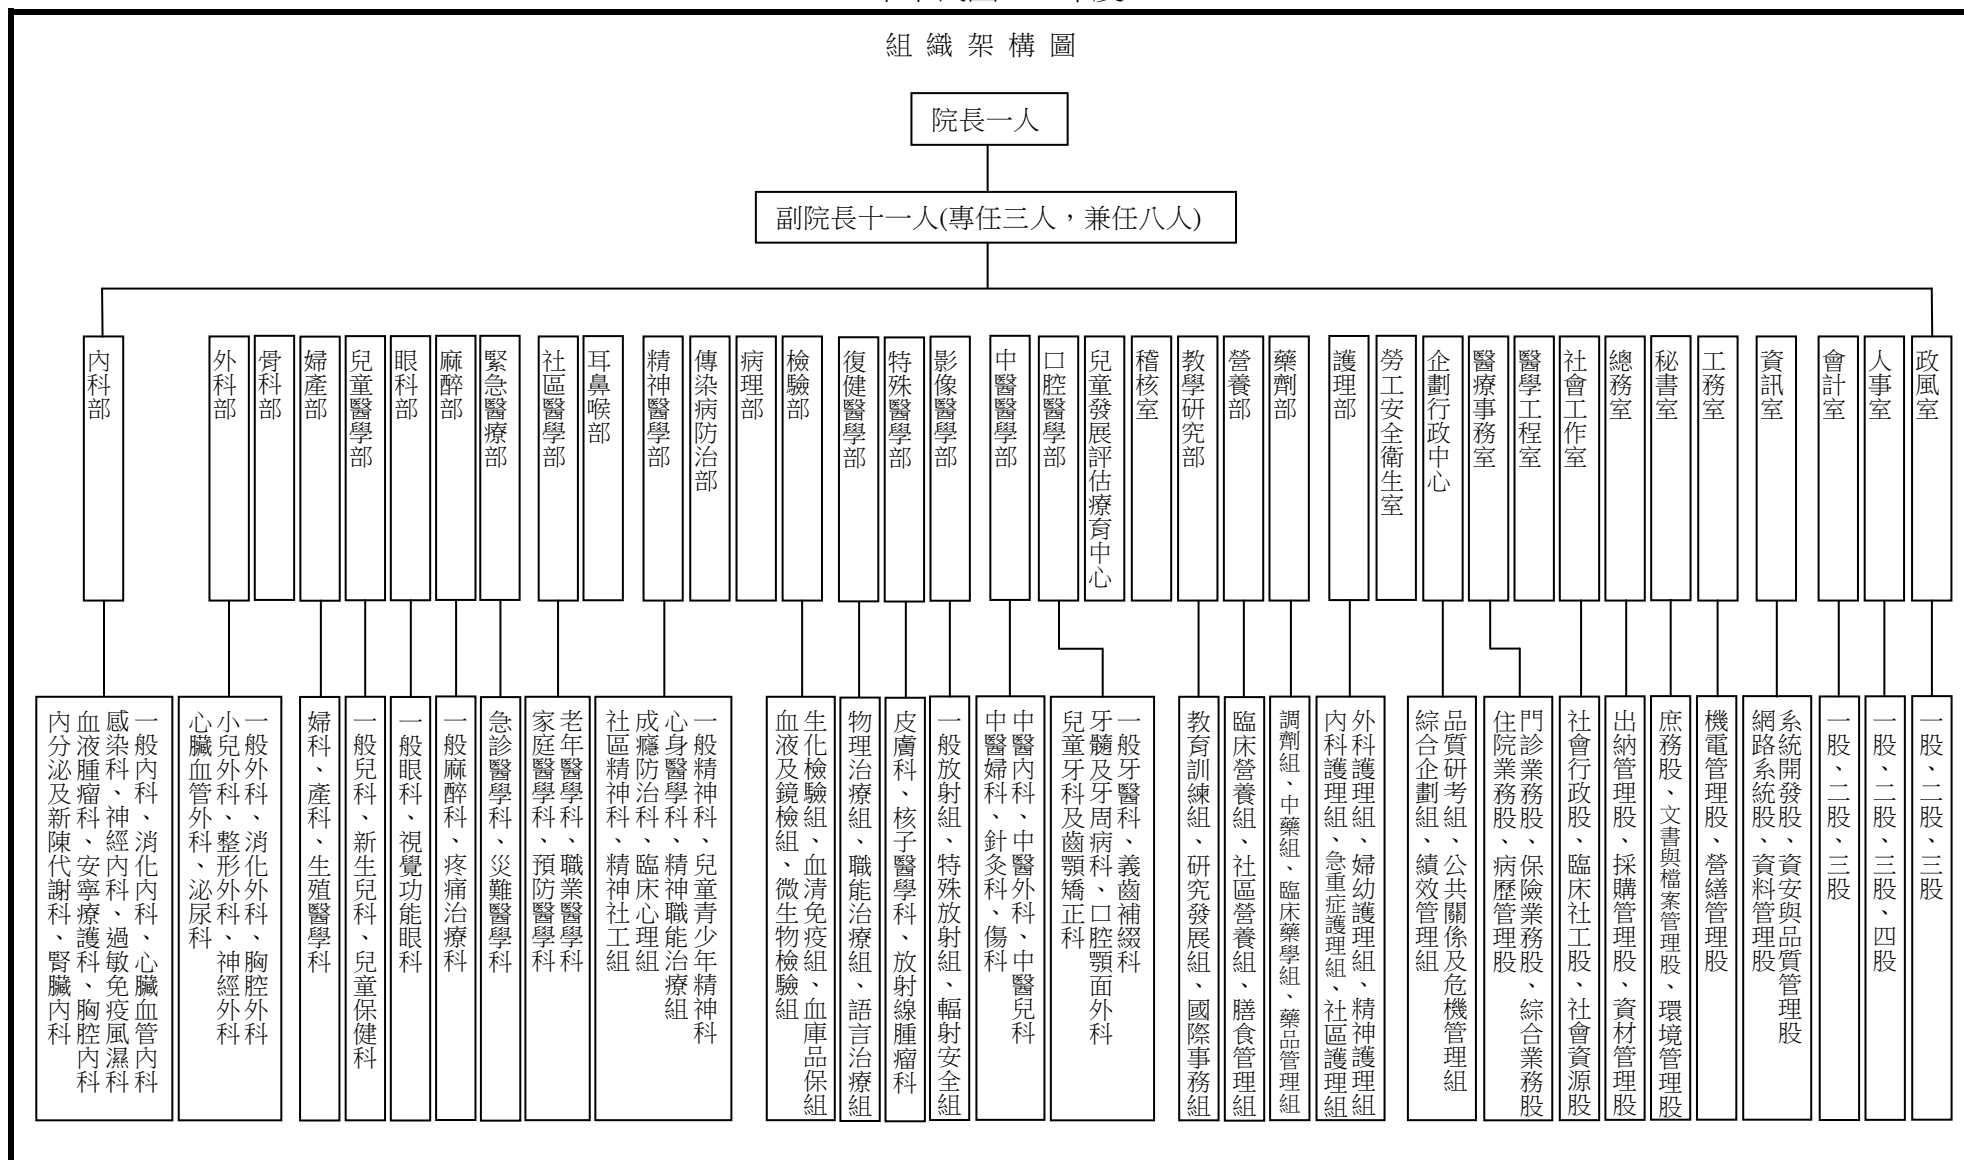 組織架構圖
院長一人
副院長十一人(專任三人，兼任八人)
內科部
外科部
骨科部
婦產部
兒童醫學部
眼科部
麻醉部
緊急醫療部
社區醫學部
耳鼻喉部
精神醫學部
傳染病防治部
病理部
檢驗部
復健醫學部
特殊醫學部
影像醫學部
中醫醫學部
口腔醫學部
兒童發展評估療育中心
稽核室
教學研究部
營養部
藥劑部
護理部
勞工安全衛生室
企劃行政中心
醫療事務室
醫學工程室
社會工作室
總務室
秘書室
工務室
資訊室
會計室
人事室
政風室
一般內科、消化內科、心臟血管內科
感染科、神經內科、過敏免疫風濕科
血液腫瘤科、安寧療護科、胸腔內科
內分泌及新陳代謝科、腎臟內科
一般外科、消化外科、胸腔外科
小兒外科、整形外科、神經外科
心臟血管外科、泌尿科
婦科、產科、生殖醫學科
一般兒科、新生兒科、兒童保健科
一般眼科、視覺功能眼科
一般麻醉科、疼痛治療科
急診醫學科、災難醫學科
老年醫學科、職業醫學科
家庭醫學科、預防醫學科
一般精神科、兒童青少年精神科
心身醫學科、精神職能治療組
成癮防治科、臨床心理組
社區精神科、精神社工組
生化檢驗組、血清免疫組、血庫品保組
血液及鏡檢組、微生物檢驗組
物理治療組、職能治療組、語言治療組
皮膚科、核子醫學科、放射線腫瘤科
一般放射組、特殊放射組、輻射安全組
中醫內科、中醫外科、中醫兒科
中醫婦科、針灸科、傷科
一般牙醫科、義齒補綴科
牙髓及牙周病科、口腔顎面外科
兒童牙科及齒顎矯正科
教育訓練組、研究發展組、國際事務組
臨床營養組、社區營養組、膳食管理組
調劑組、中藥組、臨床藥學組、藥品管理組
外科護理組、婦幼護理組、精神護理組
內科護理組、急重症護理組、社區護理組
品質研考組、公共關係及危機管理組
綜合企劃組、績效管理組
門診業務股、保險業務股、綜合業務股
住院業務股、病歷管理股
社會行政股、臨床社工股、社會資源股
出納管理股、採購管理股、資材管理股
庶務股、文書與檔案管理股、環境管理股
機電管理股、營繕管理股
系統開發股、資安與品質管理股
網路系統股、資料管理股
一股、二股、三股
一股、二股、三股、四股
一股、二股、三股